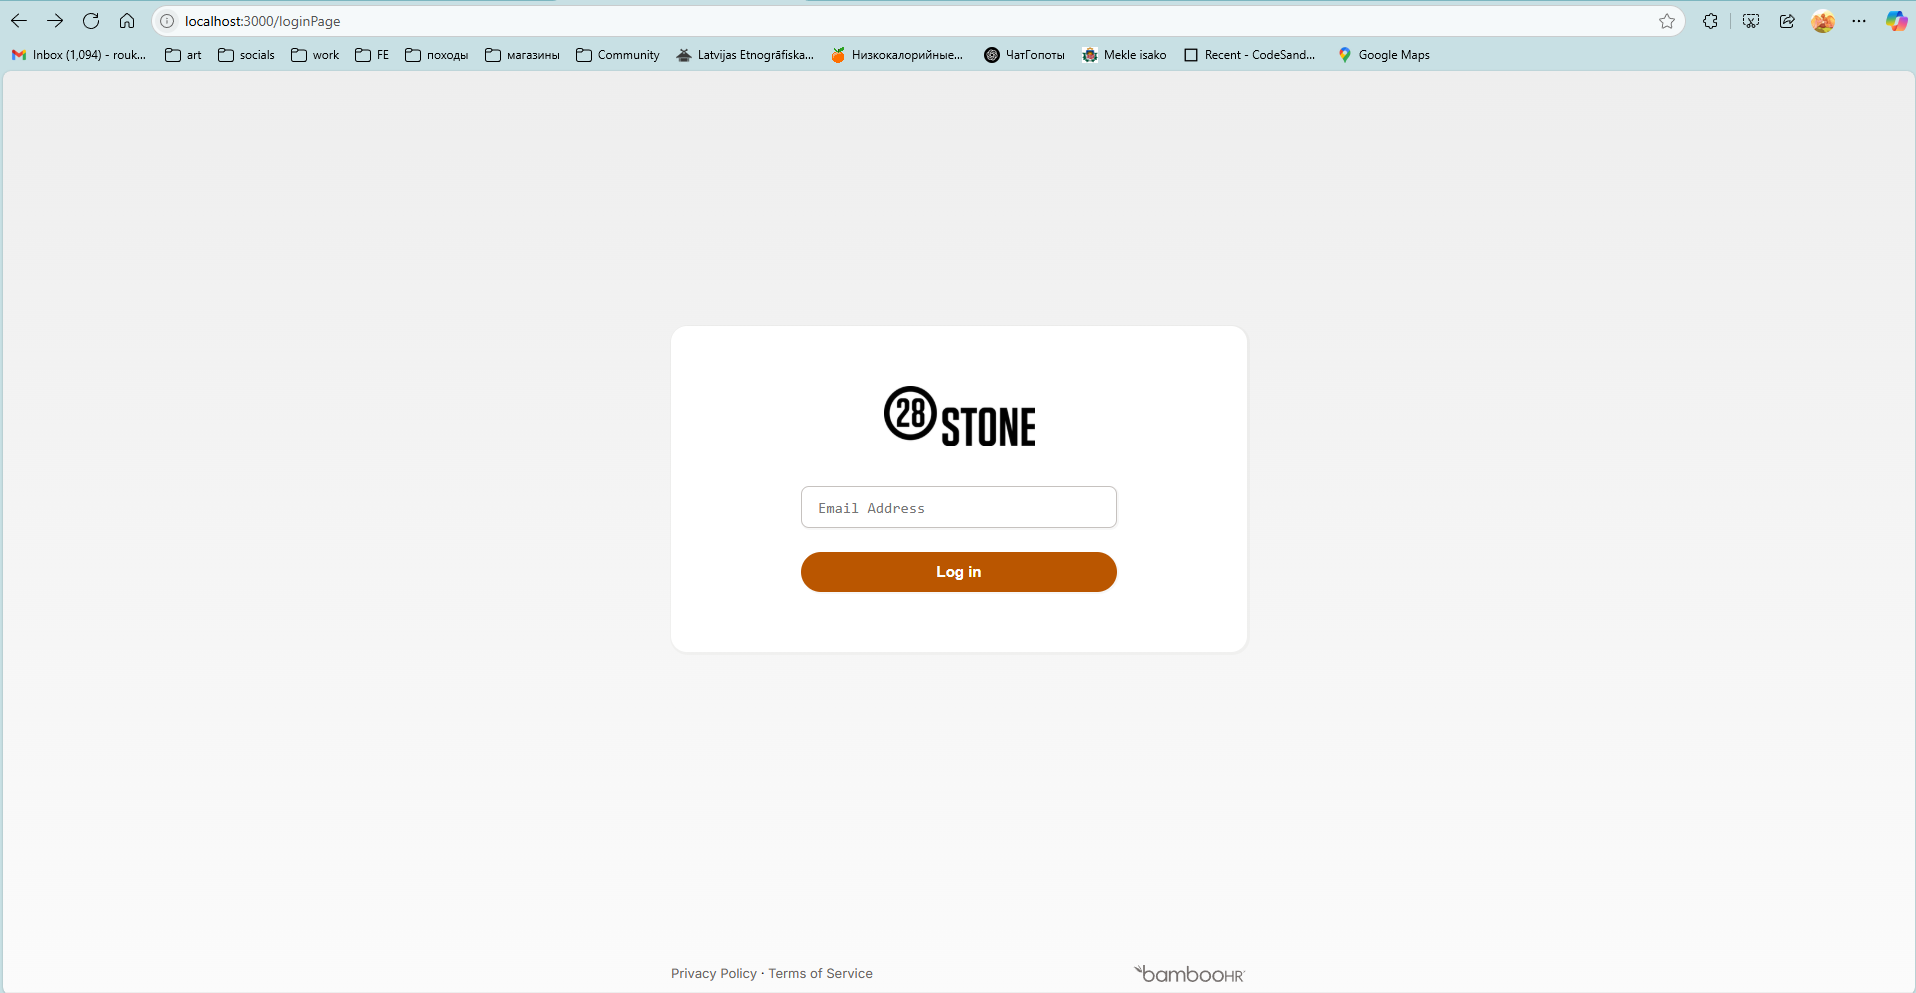 localhost:3000/loginPage
Inbox (1,094) - rouk... art socials work FE походы магазины Community Latvijas Etnogrāfiska... Низкокалорийные... ЧатГопоты Mekle isako Recent - CodeSand... Google Maps
28 STONE
Email Address
Log in
Privacy Policy · Terms of Service
bambooHR